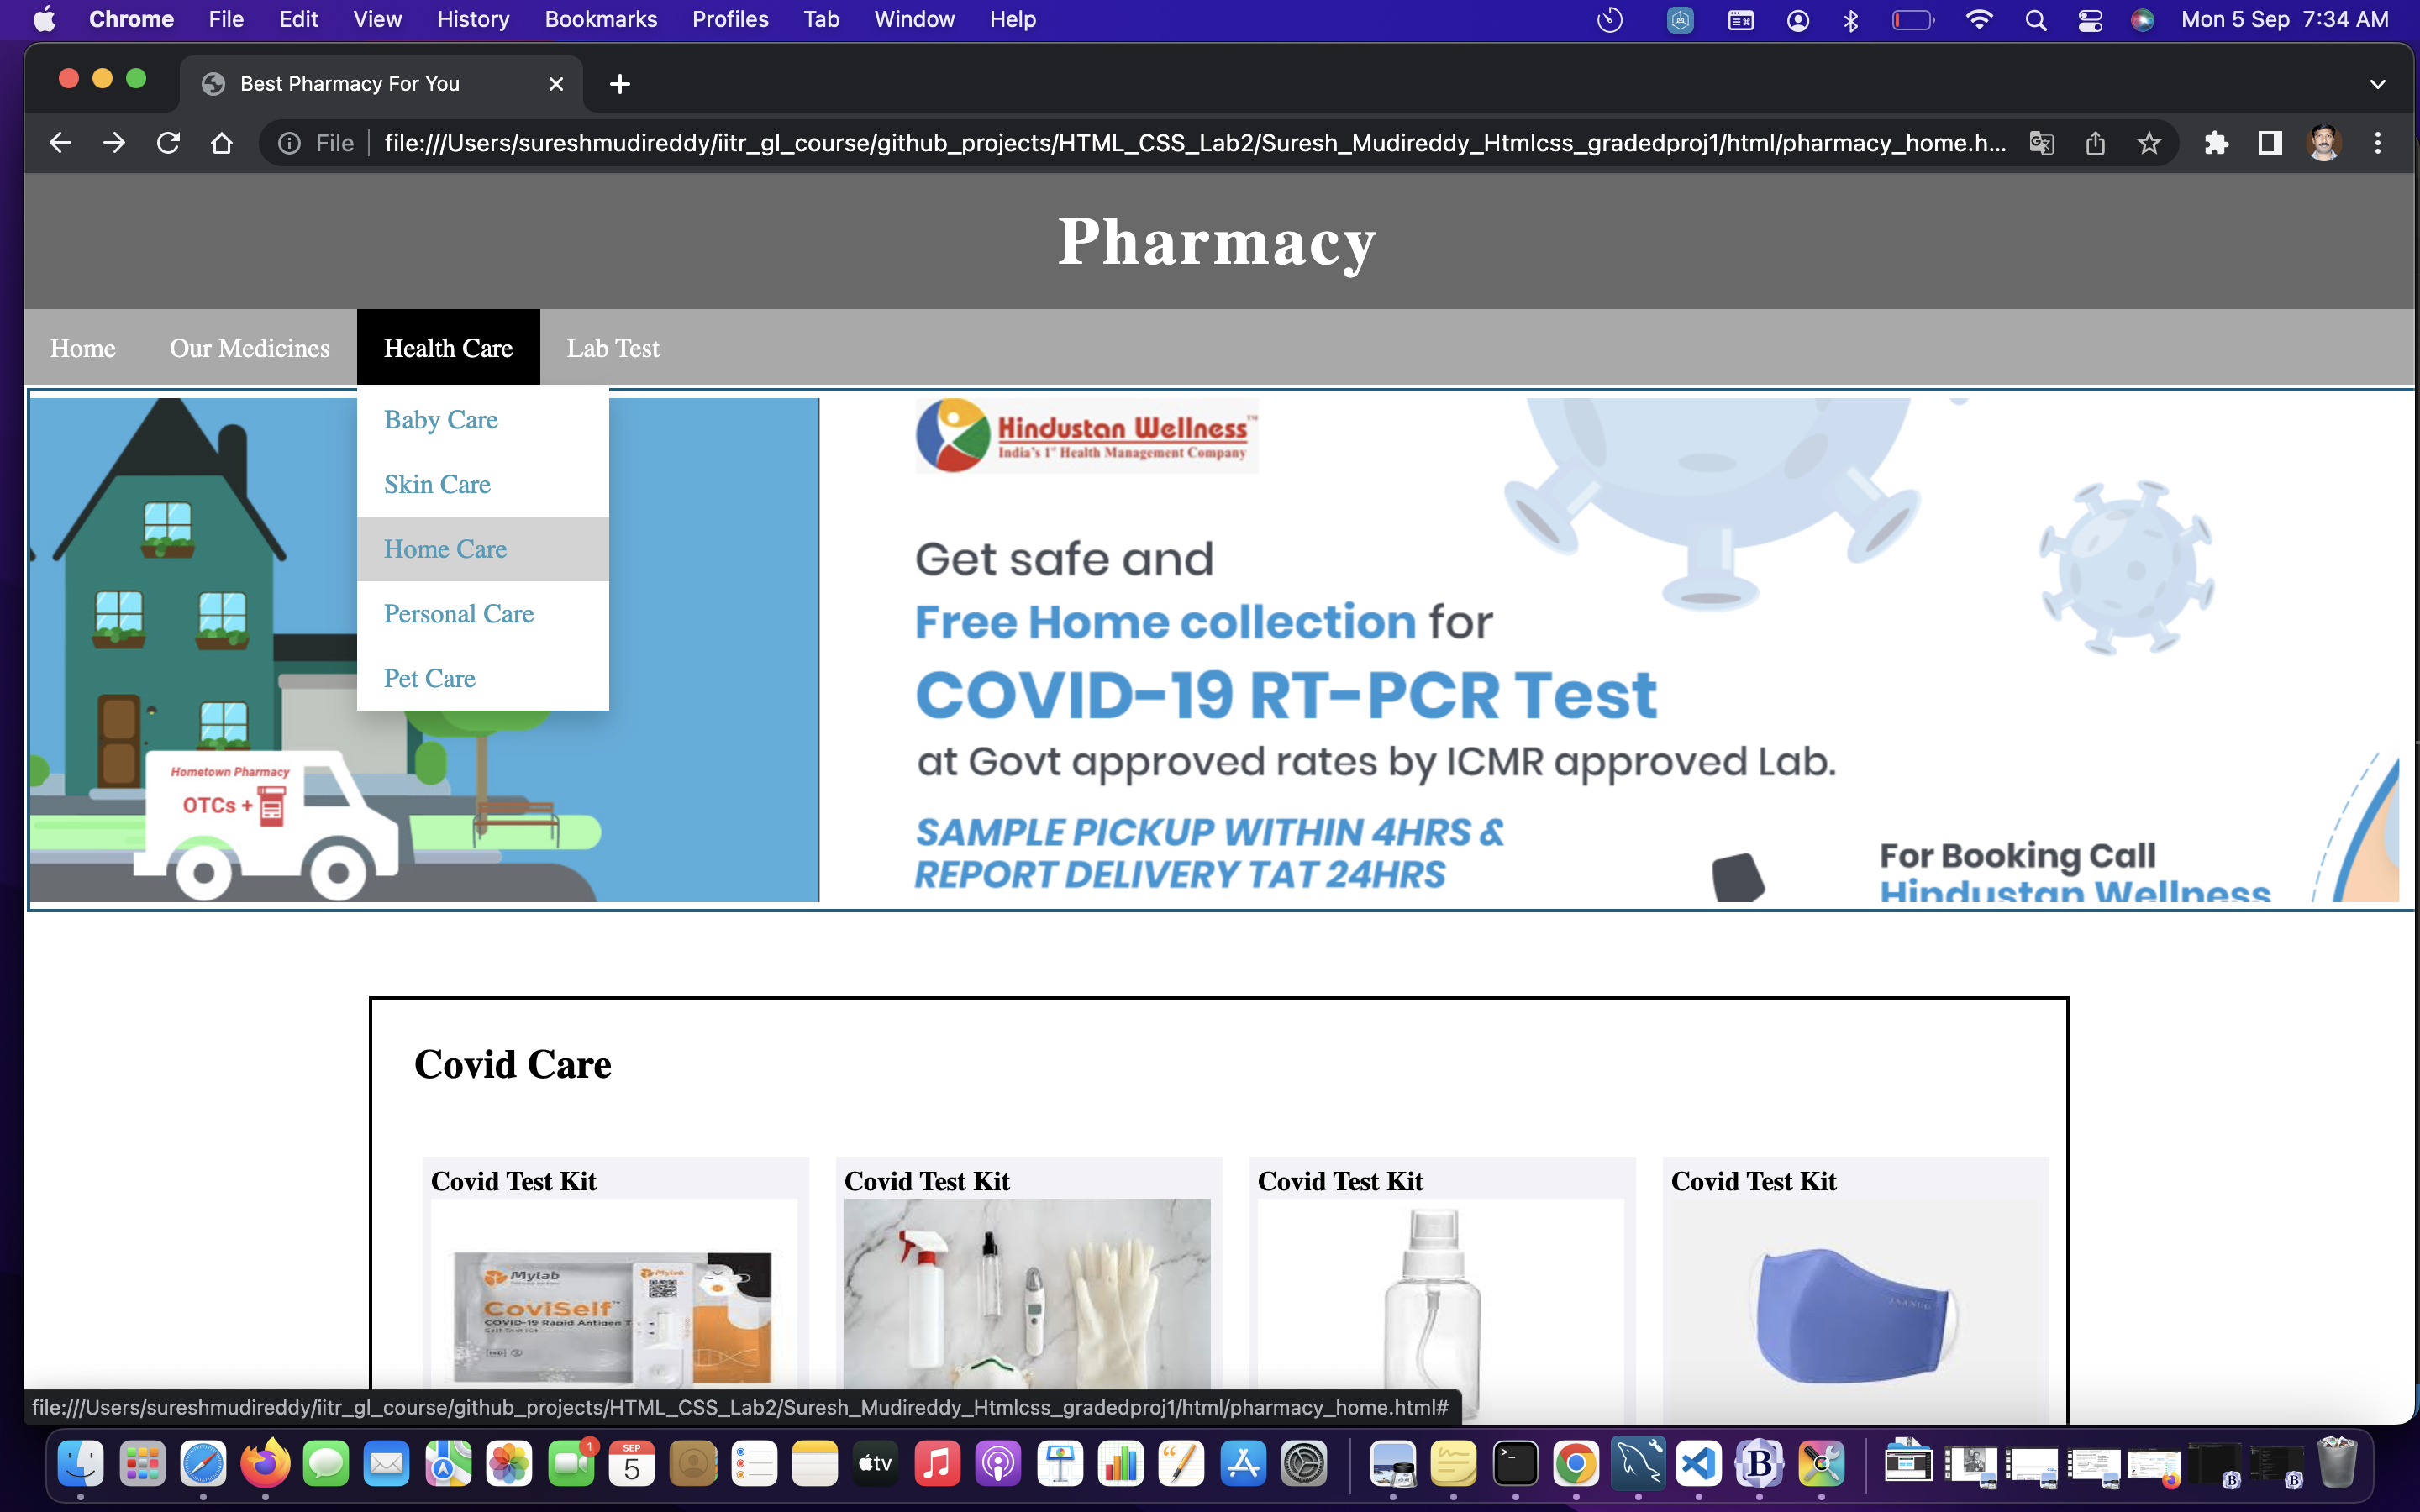 Chrome File Edit View History Bookmarks Profiles Tab Window Help Mon 5 Sep 7:34 AM
Best Pharmacy For You
File file:///Users/sureshmudireddy/iitr_gl_course/github_projects/HTML_CSS_Lab2/Suresh_Mudireddy_Htmlcss_gradedproj1/html/pharmacy_home.h...
Pharmacy
Home Our Medicines Health Care Lab Test
Baby Care
Skin Care
Home Care
Personal Care
Pet Care
Hometown Pharmacy
OTCs +
Hindustan Wellness™
India's 1st Health Management Company
Get safe and
Free Home collection for
COVID-19 RT-PCR Test
at Govt approved rates by ICMR approved Lab.
SAMPLE PICKUP WITHIN 4HRS &
REPORT DELIVERY TAT 24HRS
For Booking Call
Hindustan Wellness
Covid Care
Covid Test Kit Covid Test Kit Covid Test Kit Covid Test Kit
Mylab
CoviSelf™
COVID-19 Rapid Antigen T
Self Test Kit
file:///Users/sureshmudireddy/iitr_gl_course/github_projects/HTML_CSS_Lab2/Suresh_Mudireddy_Htmlcss_gradedproj1/html/pharmacy_home.html#
1
SEP
5
tv
B